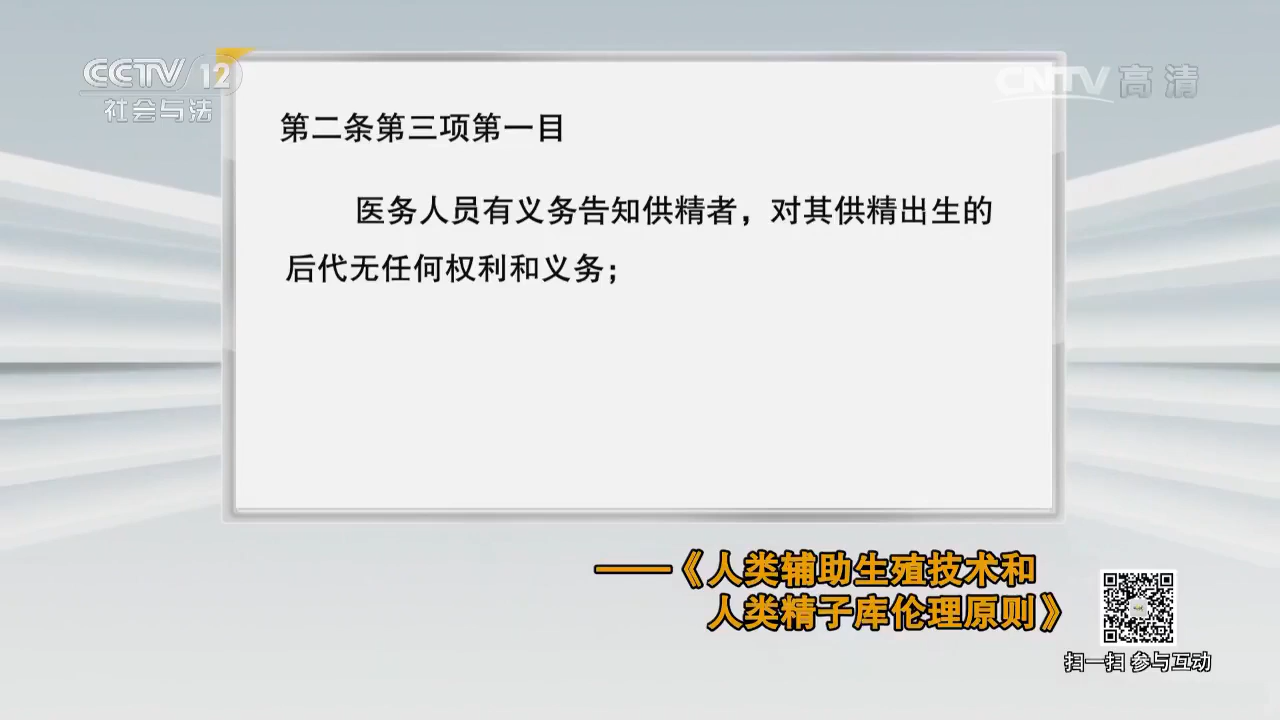 CCTV 12
社会与法
CNTV 高清
第二条第三项第一目
医务人员有义务告知供精者，对其供精出生的
后代无任何权利和义务；
——《人类辅助生殖技术和
人类精子库伦理原则》
扫一扫 参与互动